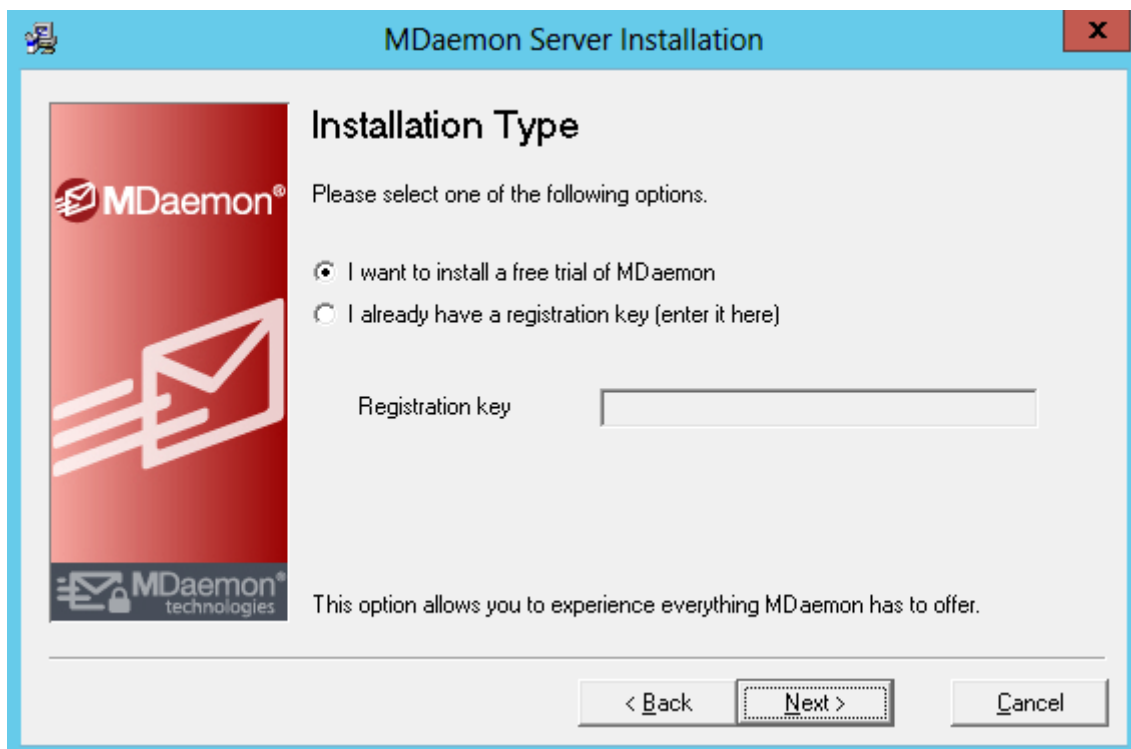 MDaemon Server Installation
x
MDaemon®
Installation Type
Please select one of the following options.
I want to install a free trial of MDaemon
I already have a registration key (enter it here)
Registration key
MDaemon®
technologies
This option allows you to experience everything MDaemon has to offer.
< Back
Next >
Cancel